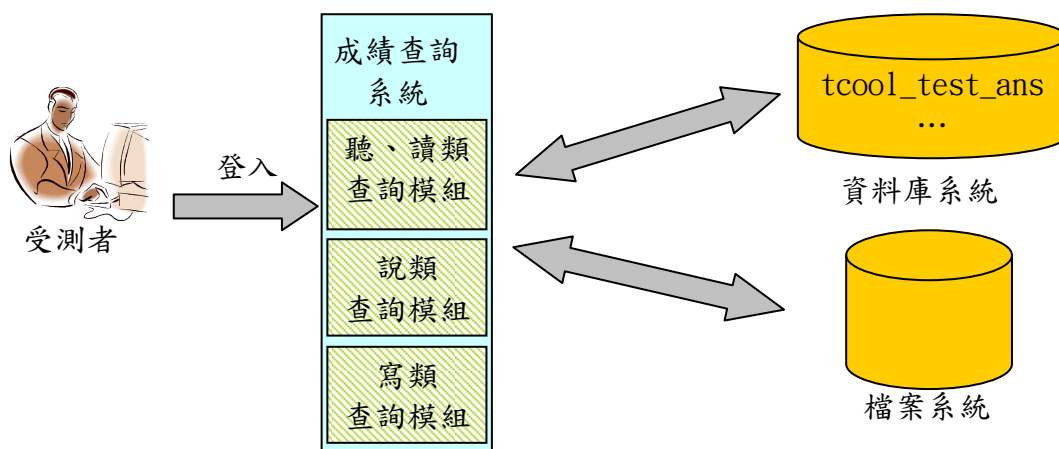 受測者
登入
成績查詢
系統
聽、讀類
查詢模組
說類
查詢模組
寫類
查詢模組
tcool_test_ans
…
資料庫系統
檔案系統